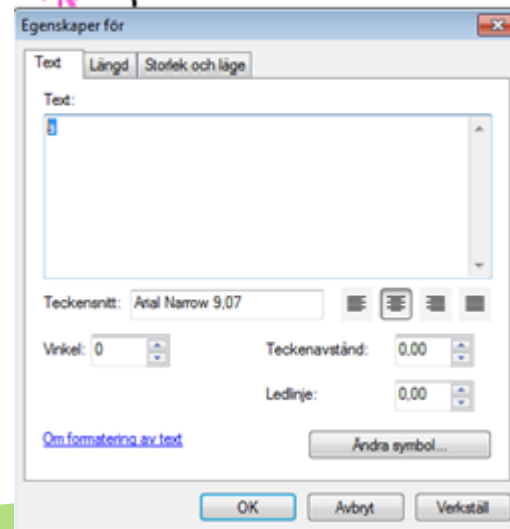 Egenskaper för
Text Längd Storlek och läge
Text:
Teckensnitt: Arial Narrow 9,07
Vinkel: 0 Teckenavstånd: 0,00
Ledlinje: 0,00
Om formatering av text Ändra symbol...
OK Avbryt Verkställ